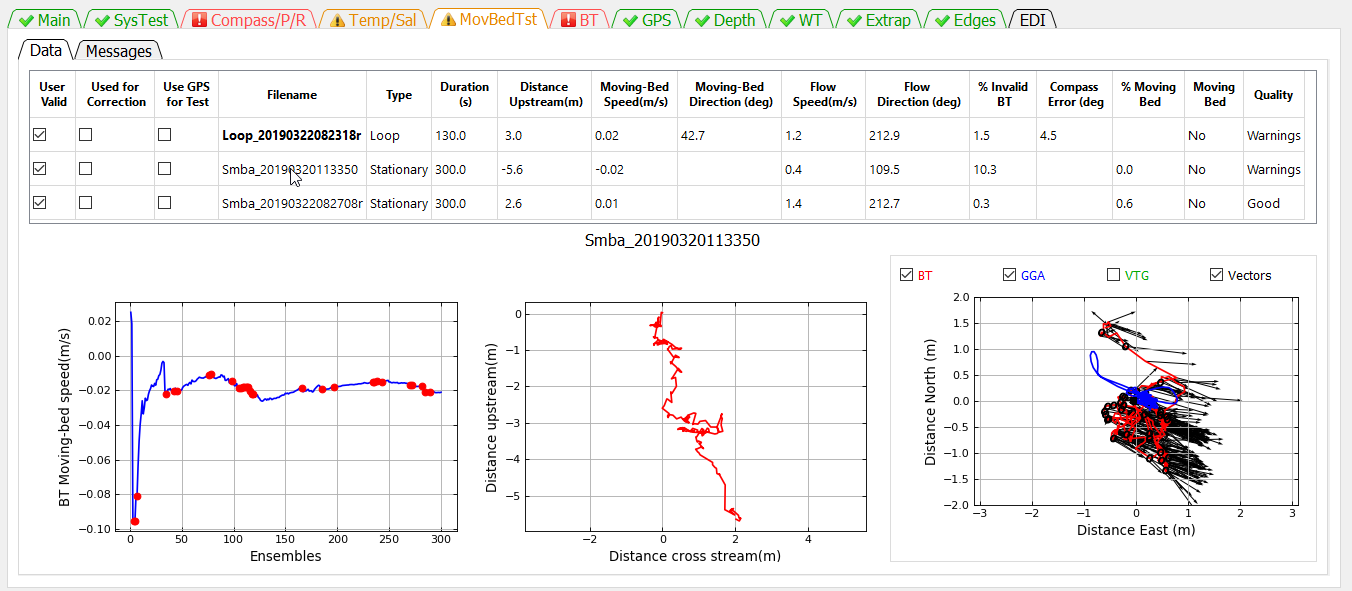 Main SysTest Compass/P/R Temp/Sal MovBedTst BT GPS Depth WT Extrap Edges EDI
Data Messages
User Valid Used for Correction Use GPS for Test Filename Type Duration (s) Distance Upstream(m) Moving-Bed Speed(m/s) Moving-Bed Direction (deg) Flow Speed(m/s) Flow Direction (deg) % Invalid BT Compass Error (deg % Moving Bed Moving Bed Quality
Loop_20190322082318r Loop 130.0 3.0 0.02 42.7 1.2 212.9 1.5 4.5 No Warnings
Smba_20190320113350 Stationary 300.0 -5.6 -0.02 0.4 109.5 10.3 0.0 No Warnings
Smba_20190322082708r Stationary 300.0 2.6 0.01 1.4 212.7 0.3 0.6 No Good
Smba_20190320113350
BT Moving-bed speed(m/s)
0.02
0.00
−0.02
−0.04
−0.06
−0.08
−0.10
0 50 100 150 200 250 300
Ensembles
Distance upstream(m)
0
−1
−2
−3
−4
−5
−2 0 2 4
Distance cross stream(m)
BT GGA VTG Vectors
Distance North (m)
2.0
1.5
1.0
0.5
0.0
−0.5
−1.0
−1.5
−2.0
−3 −2 −1 0 1 2 3
Distance East (m)